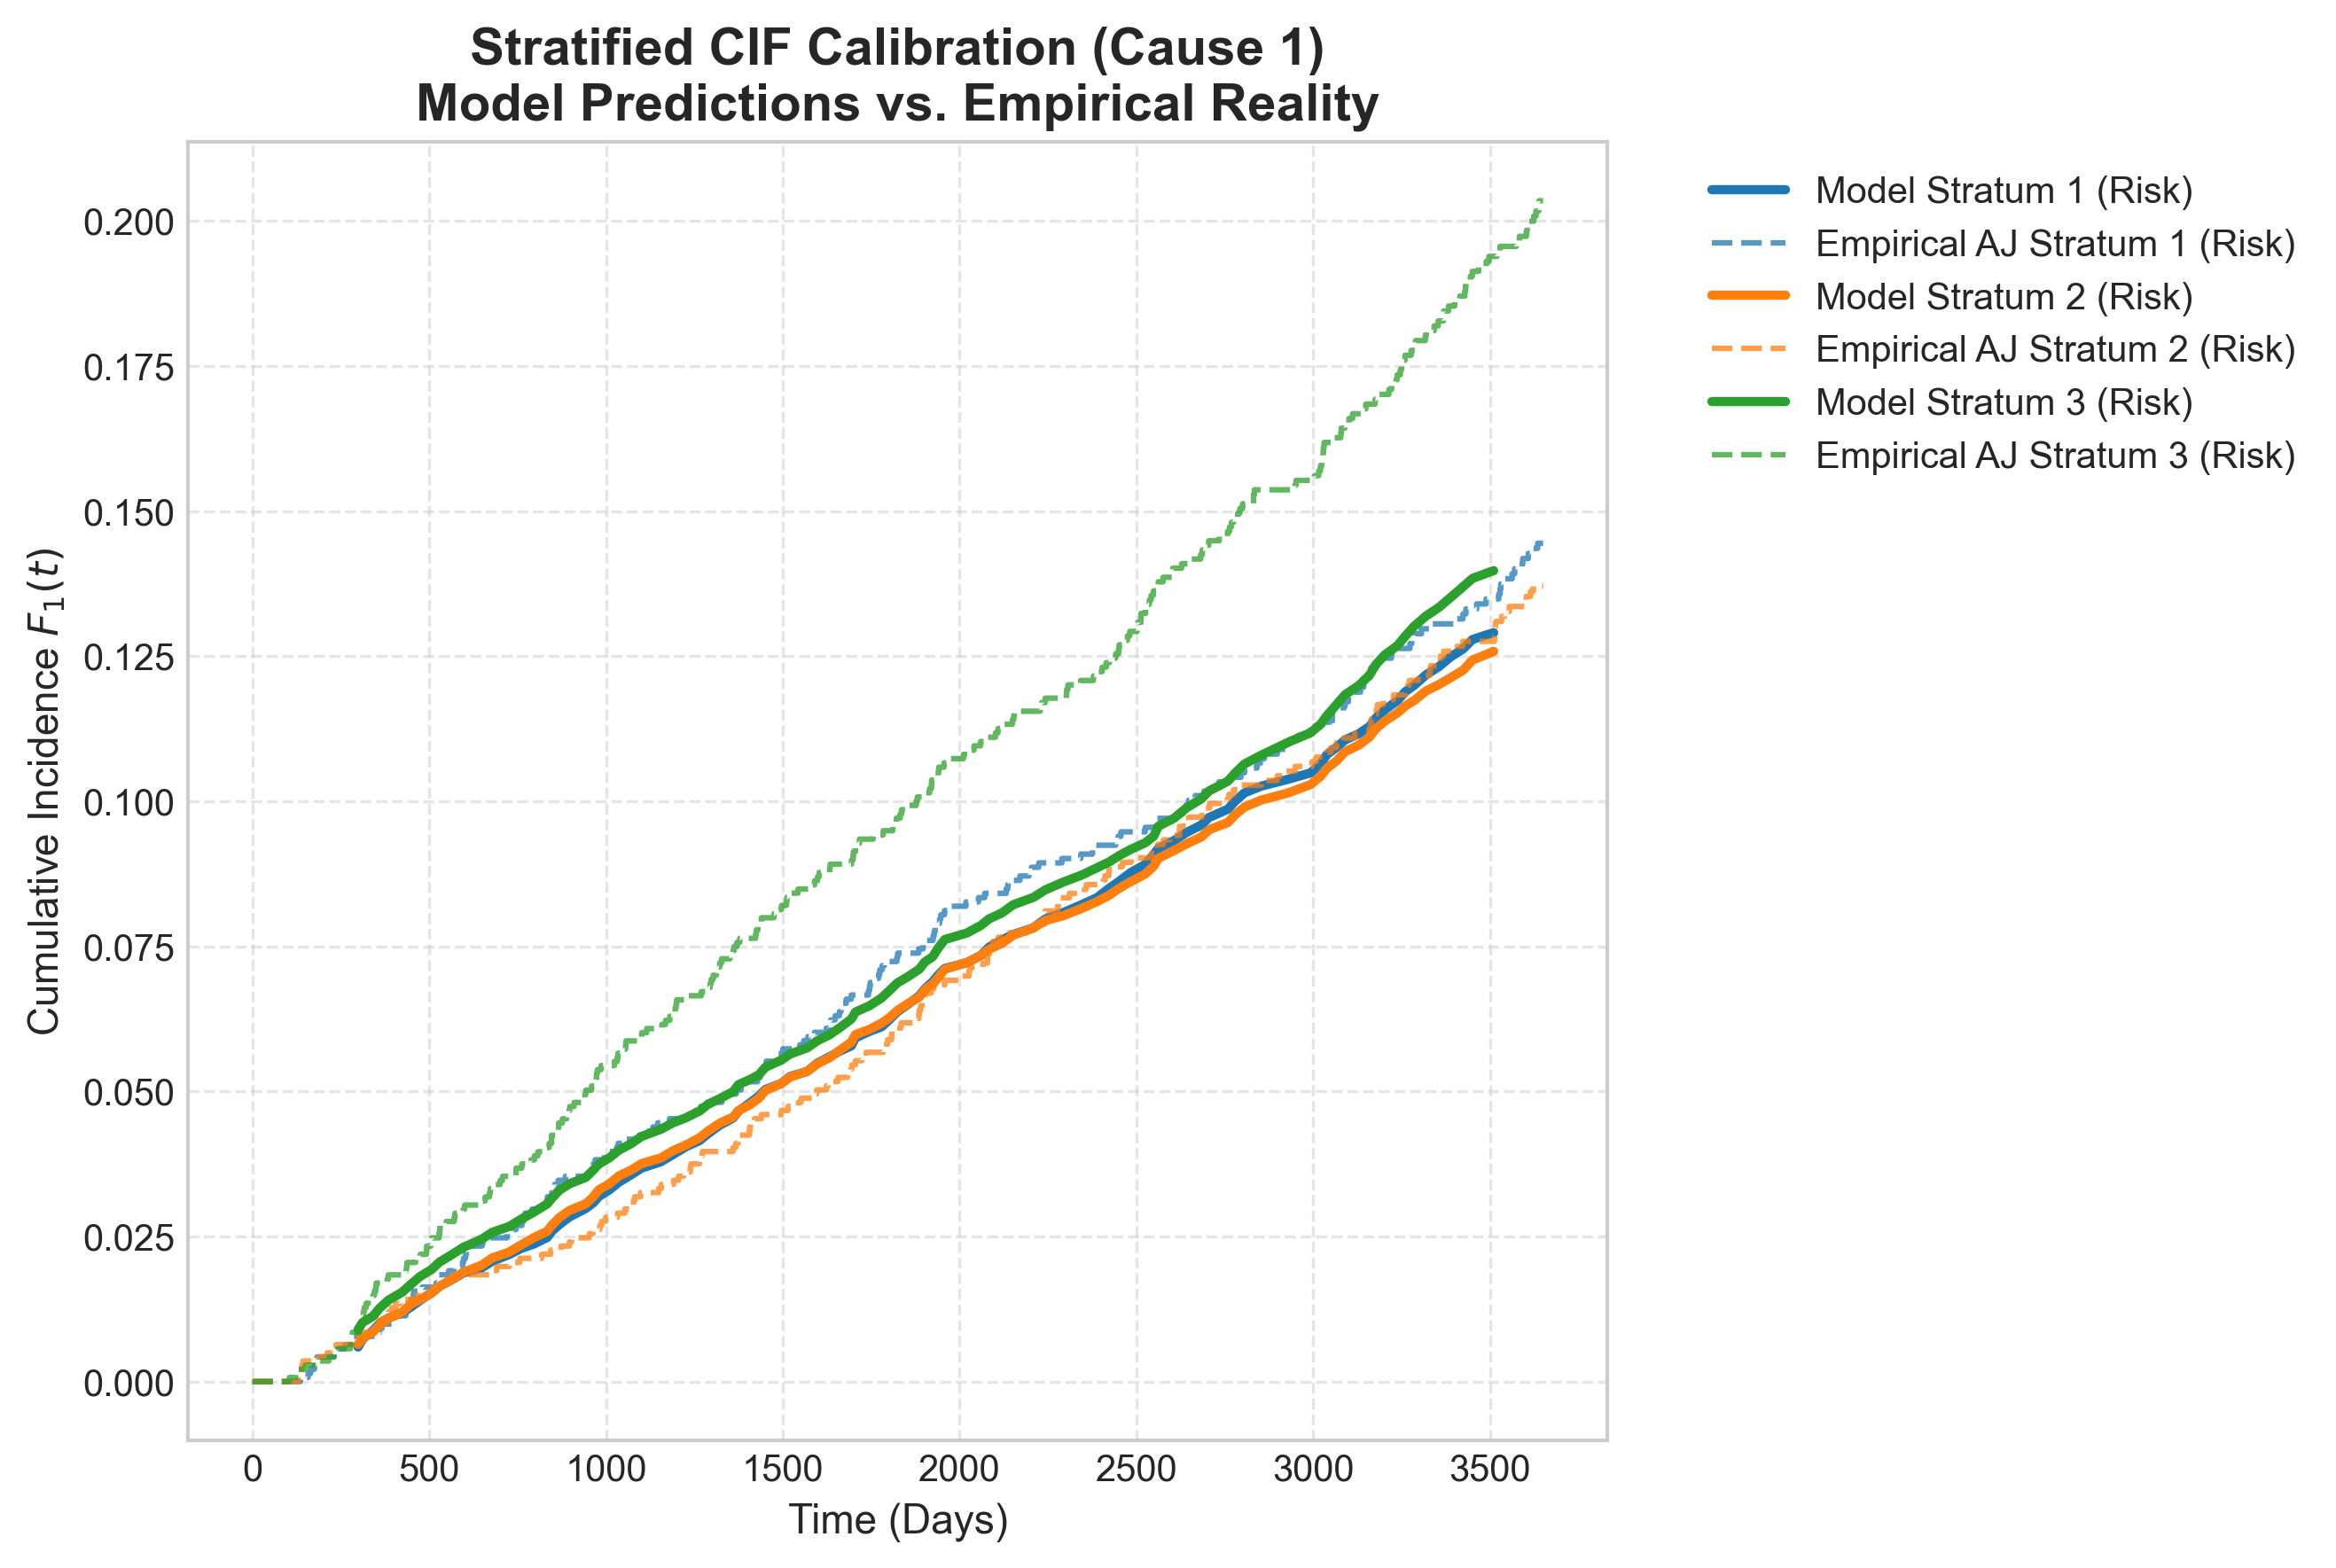 Stratified CIF Calibration (Cause 1)
Model Predictions vs. Empirical Reality
Cumulative Incidence F₁(t)
0.200
0.175
0.150
0.125
0.100
0.075
0.050
0.025
0.000
0 500 1000 1500 2000 2500 3000 3500
Time (Days)
Model Stratum 1 (Risk)
Empirical AJ Stratum 1 (Risk)
Model Stratum 2 (Risk)
Empirical AJ Stratum 2 (Risk)
Model Stratum 3 (Risk)
Empirical AJ Stratum 3 (Risk)